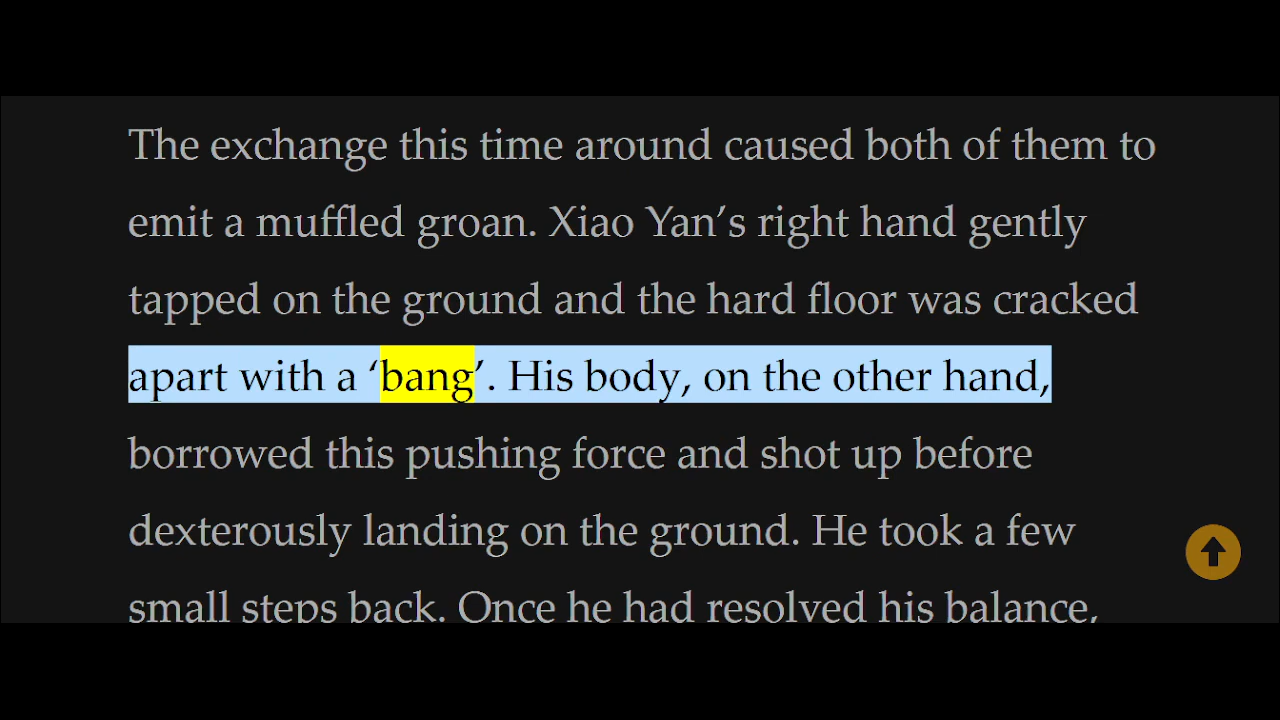 The exchange this time around caused both of them to
emit a muffled groan. Xiao Yan’s right hand gently
tapped on the ground and the hard floor was cracked
apart with a ‘bang’. His body, on the other hand,
borrowed this pushing force and shot up before
dexterously landing on the ground. He took a few
small steps back. Once he had resolved his balance,